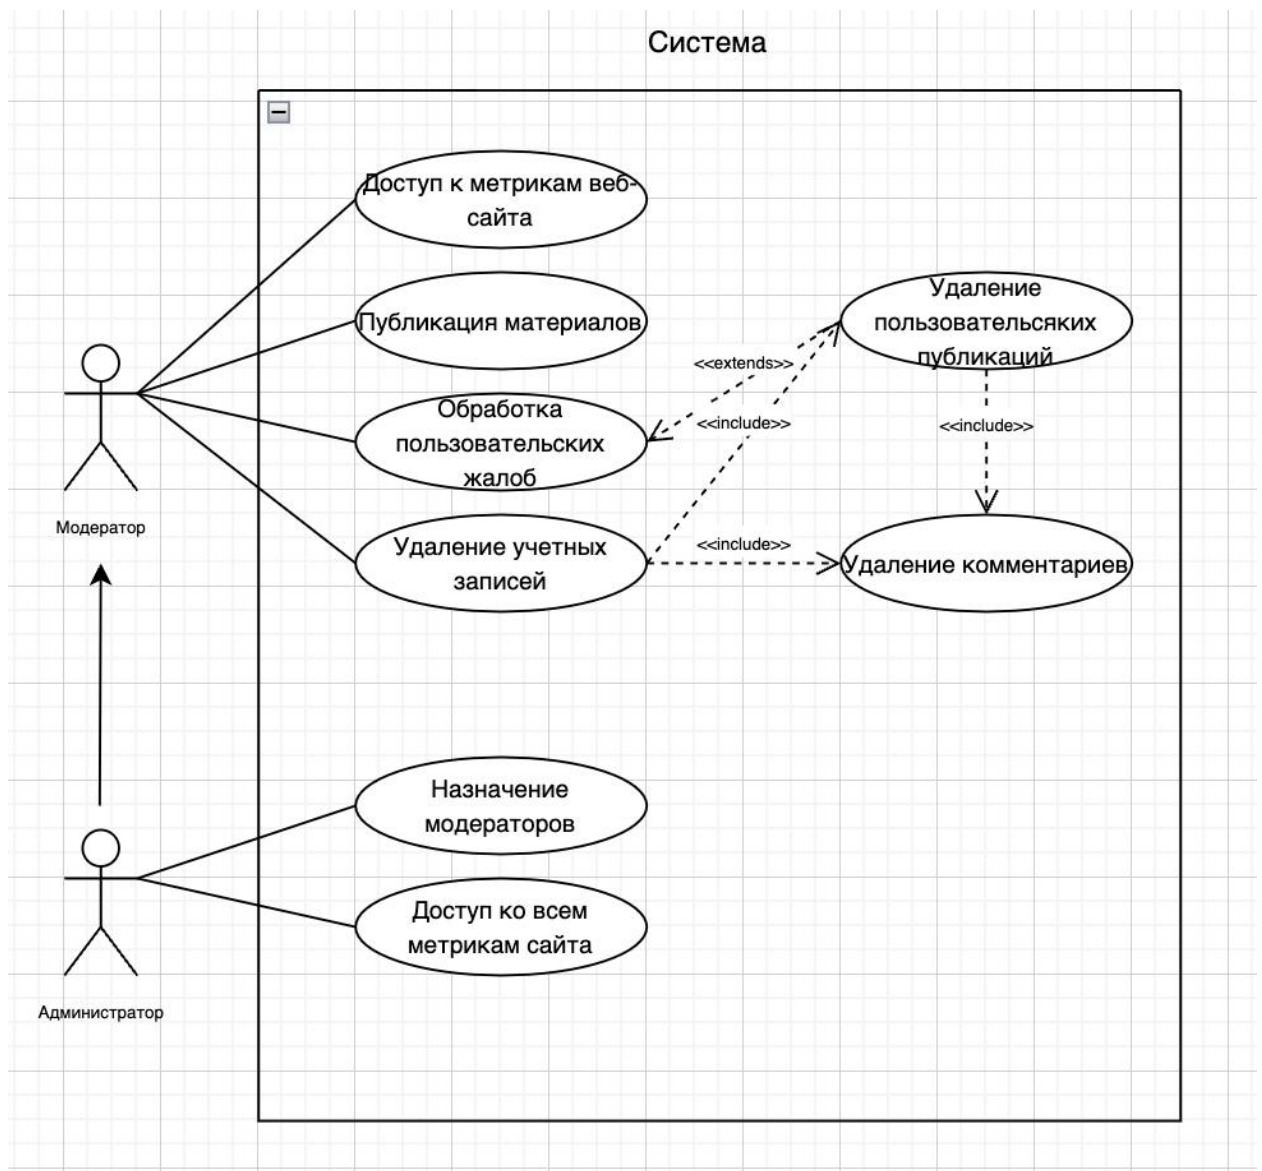 Система
Доступ к метрикам веб-
сайта
Публикация материалов
Обработка
пользовательских
жалоб
Удаление учетных
записей
Удаление
пользовательсяких
публикаций
<<extends>>
<<include>>
<<include>>
<<include>>
Удаление комментариев
Модератор
Назначение
модераторов
Доступ ко всем
метрикам сайта
Администратор